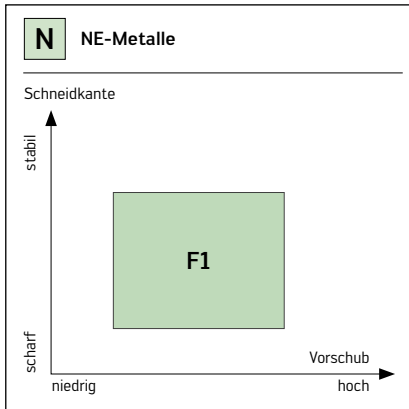 N NE-Metalle
Schneidkante
stabil
F1
scharf
Vorschub
niedrig hoch